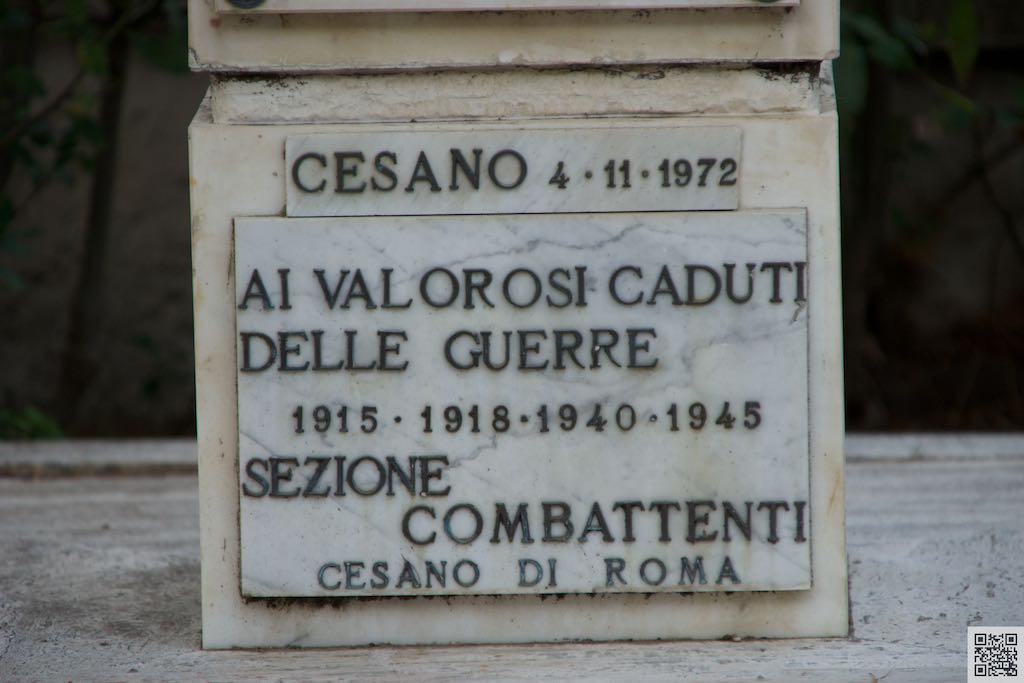 CESANO 4·11·1972
AI VALOROSI CADUTI
DELLE GUERRE
1915·1918·1940·1945
SEZIONE
COMBATTENTI
CESANO DI ROMA